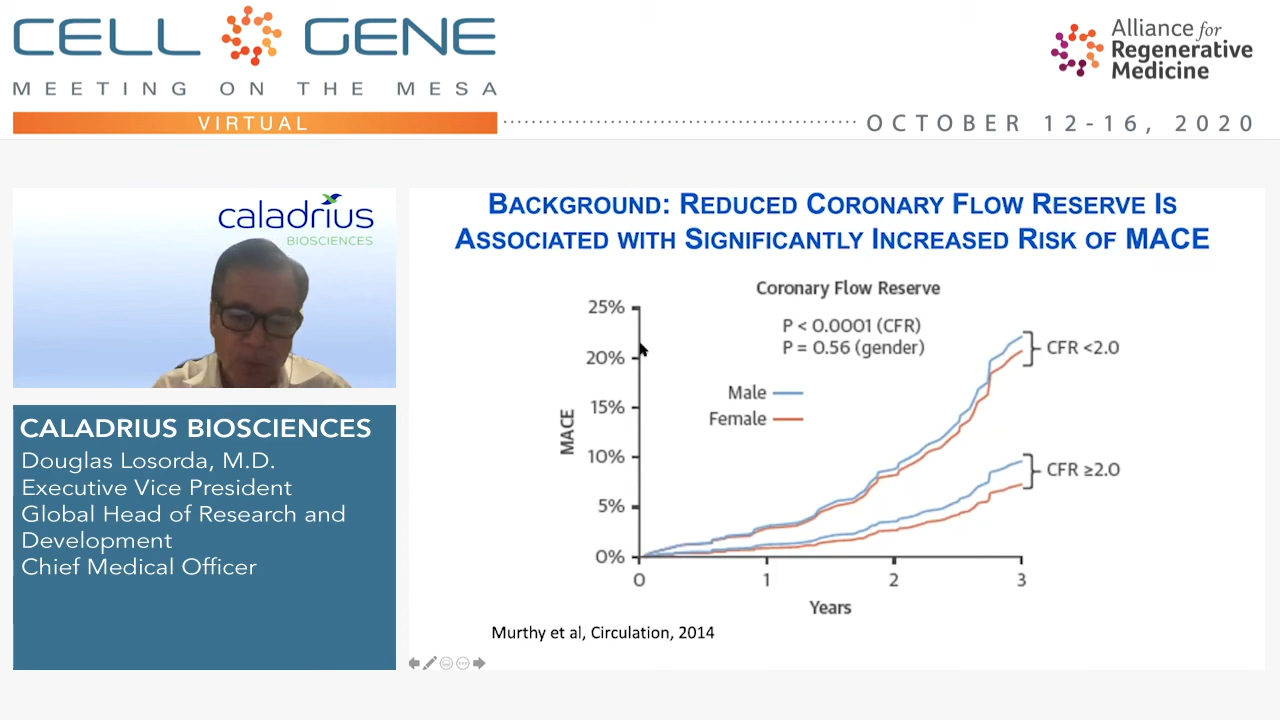 CELL GENE
MEETING ON THE MESA
VIRTUAL
Alliance for
Regenerative
Medicine
OCTOBER 12-16, 2020
caladrius
BIOSCIENCES
CALADRIUS BIOSCIENCES
Douglas Losorda, M.D.
Executive Vice President
Global Head of Research and
Development
Chief Medical Officer
BACKGROUND: REDUCED CORONARY FLOW RESERVE IS
ASSOCIATED WITH SIGNIFICANTLY INCREASED RISK OF MACE
Coronary Flow Reserve
P < 0.0001 (CFR)
P = 0.56 (gender)
Male
Female
MACE
25%
20%
15%
10%
5%
0%
0 1 2 3
Years
CFR <2.0
CFR ≥2.0
Murthy et al, Circulation, 2014